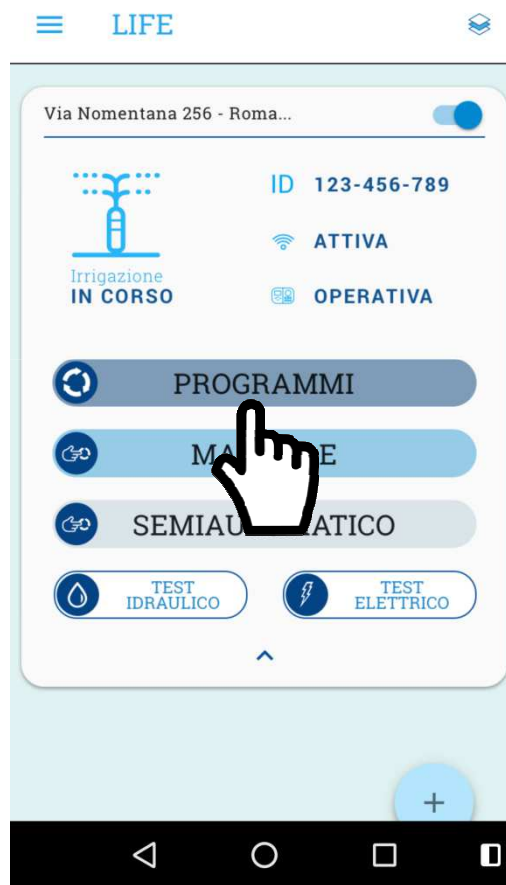 LIFE
Via Nomentana 256 - Roma...
ID 123-456-789
ATTIVA
Irrigazione
IN CORSO
OPERATIVA
PROGRAMMI
TEST
IDRAULICO
TEST
ELETTRICO